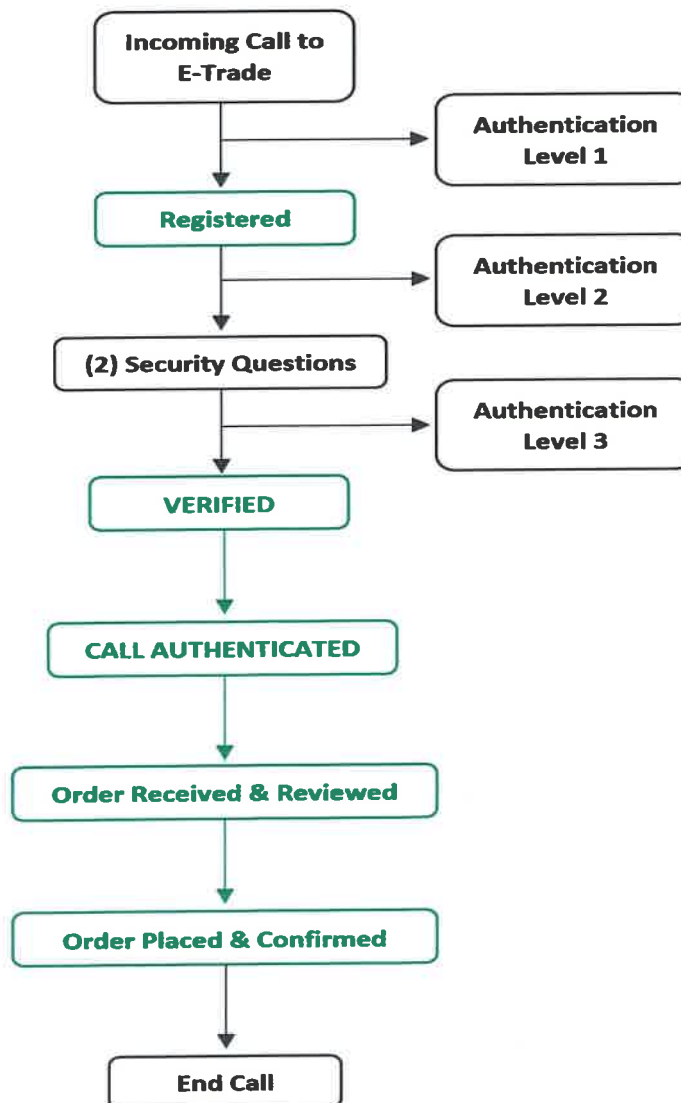 Incoming Call to
E-Trade
Authentication
Level 1
Registered
Authentication
Level 2
(2) Security Questions
Authentication
Level 3
VERIFIED
CALL AUTHENTICATED
Order Received & Reviewed
Order Placed & Confirmed
End Call